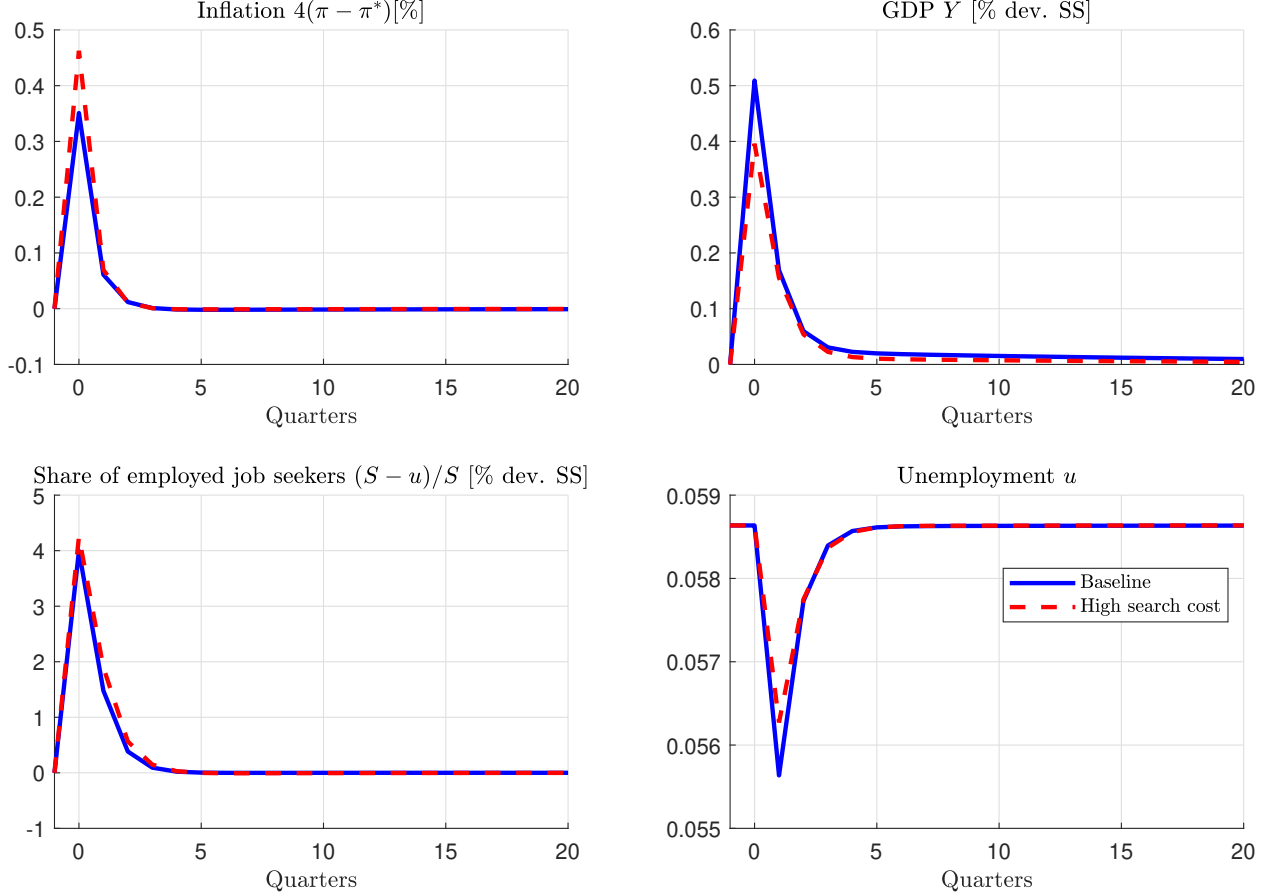 Inflation 4(π − π*)[%]
0.5
0.4
0.3
0.2
0.1
0
-0.1
0 5 10 15 20
Quarters
GDP Y [% dev. SS]
0.6
0.5
0.4
0.3
0.2
0.1
0
0 5 10 15 20
Quarters
Share of employed job seekers (S − u)/S [% dev. SS]
5
4
3
2
1
0
-1
0 5 10 15 20
Quarters
Unemployment u
0.059
0.058
0.057
0.056
0.055
Baseline
High search cost
0 5 10 15 20
Quarters